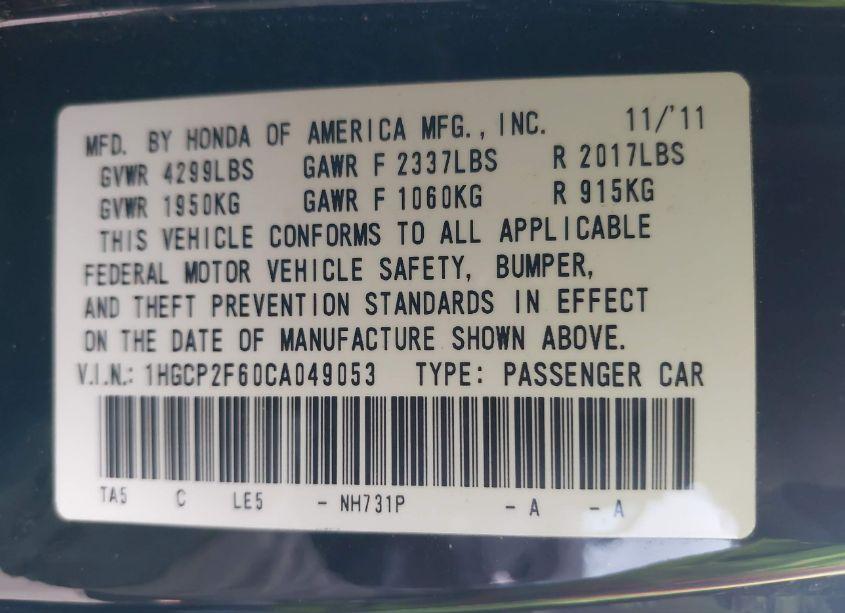 MFD. BY HONDA OF AMERICA MFG., INC. 11/'11
GVWR 4299LBS GAWR F 2337LBS R 2017LBS
GVWR 1950KG GAWR F 1060KG R 915KG
THIS VEHICLE CONFORMS TO ALL APPLICABLE
FEDERAL MOTOR VEHICLE SAFETY, BUMPER,
AND THEFT PREVENTION STANDARDS IN EFFECT
ON THE DATE OF MANUFACTURE SHOWN ABOVE.
V.I.N.: 1HGCP2F60CA049053 TYPE: PASSENGER CAR
TA5 C LE5 - NH731P - A - A